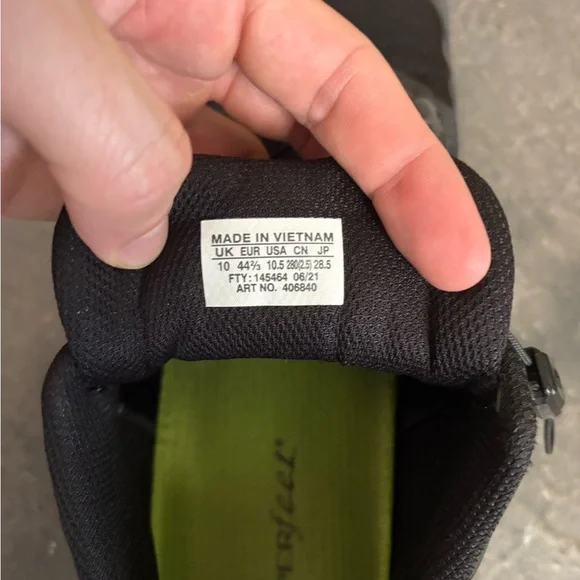 MADE IN VIETNAM
UK EUR USA CN JP
10 44⅔ 10.5 280(2.5) 28.5
FTY: 145464 06/21
ART NO. 406840
ERfeet